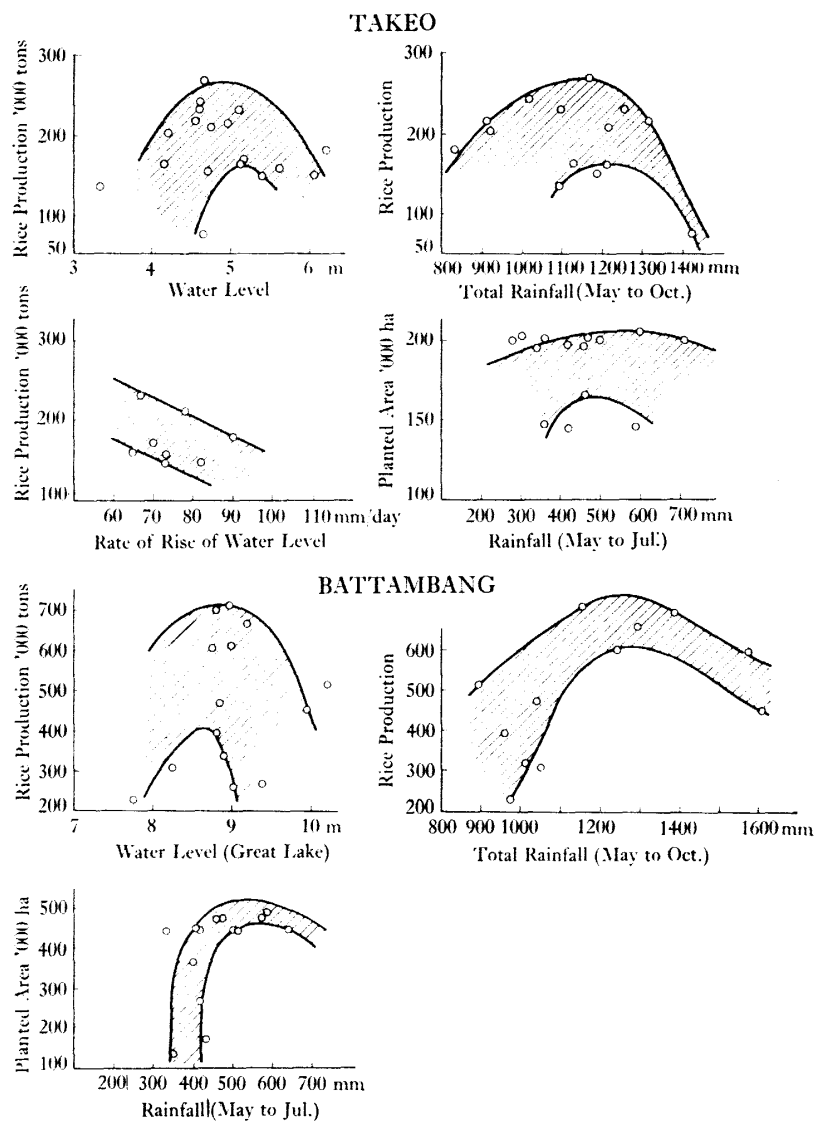 TAKEO
Rice Production '000 tons
300
200
100
50
3 4 5 6 m
Water Level
Rice Production
300
200
100
50
800 900 1000 1100 1200 1300 1400 mm
Total Rainfall (May to Oct.)
Rice Production '000 tons
300
200
100
60 70 80 90 100 110 mm/day
Rate of Rise of Water Level
Planted Area '000 ha
200
150
100
200 300 400 500 600 700 mm
Rainfall (May to Jul.)
BATTAMBANG
Rice Production '000 tons
700
600
500
400
300
200
7 8 9 10 m
Water Level (Great Lake)
Rice Production
600
500
400
300
200
800 900 1000 1200 1400 1600 mm
Total Rainfall (May to Oct.)
Planted Area '000 ha
500
400
300
200
100
200 300 400 500 600 700 mm
Rainfall (May to Jul.)